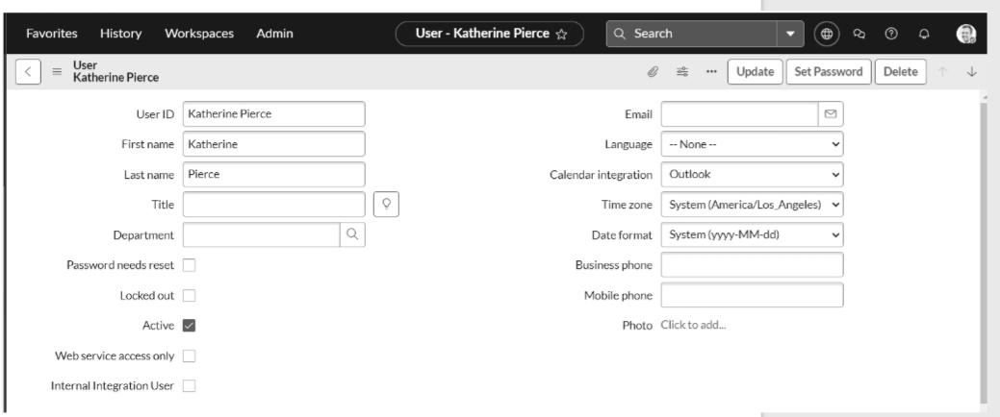 Favorites History Workspaces Admin User - Katherine Pierce Search
User
Katherine Pierce
Update Set Password Delete
User ID Katherine Pierce Email
First name Katherine Language -- None --
Last name Pierce Calendar integration Outlook
Title Time zone System (America/Los_Angeles)
Department Date format System (yyyy-MM-dd)
Password needs reset Business phone
Locked out Mobile phone
Active Photo Click to add...
Web service access only
Internal Integration User